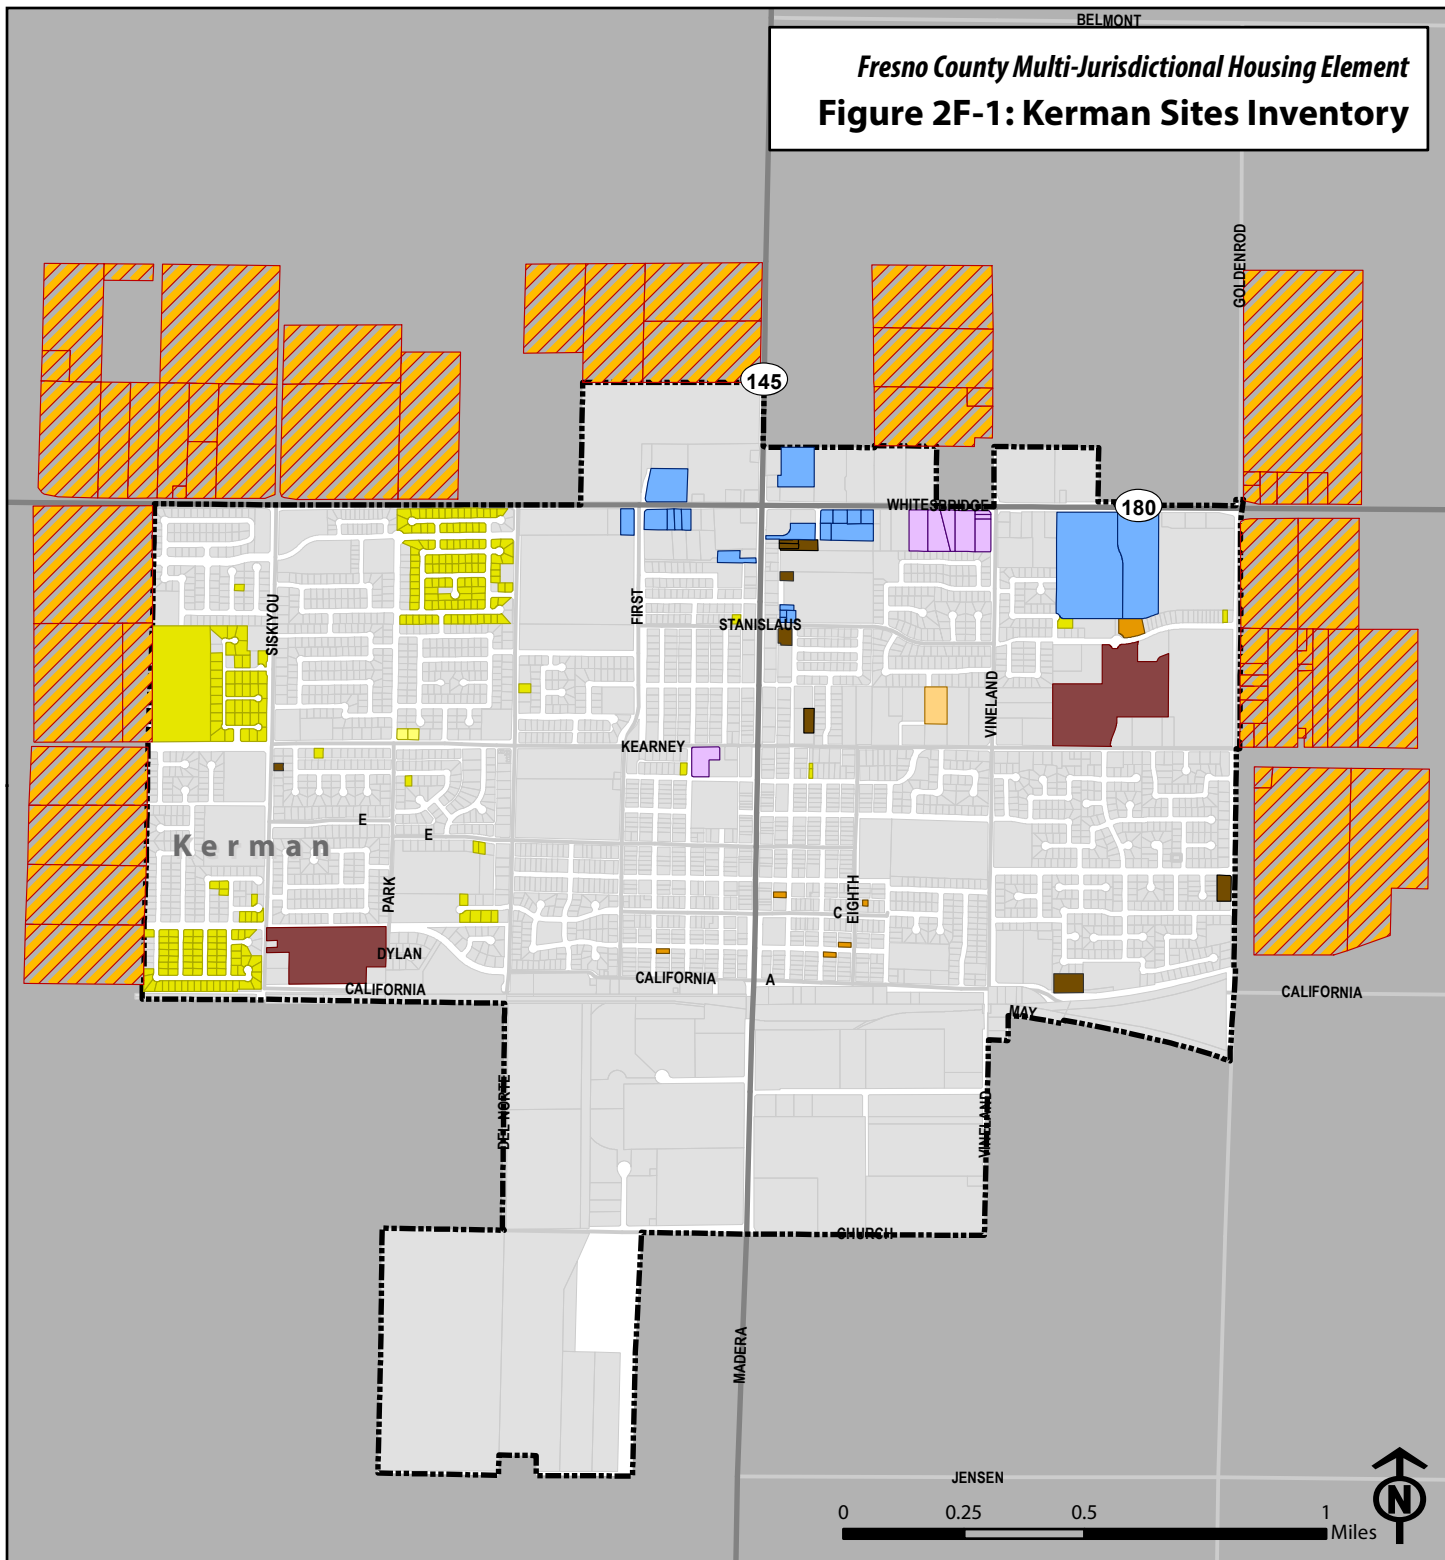 BELMONT
Fresno County Multi-Jurisdictional Housing Element
Figure 2F-1: Kerman Sites Inventory
GOLDENROD
145
WHITESBRIDGE
180
SISKIYOU
FIRST
STANISLAUS
VINELAND
KEARNEY
E
E
Kerman
PARK
EIGHTH
C
DYLAN
CALIFORNIA
CALIFORNIA
A
CALIFORNIA
MAY
DEL NORTE
VINELAND
CHURCH
MADERA
JENSEN
0 0.25 0.5 1
Miles
N